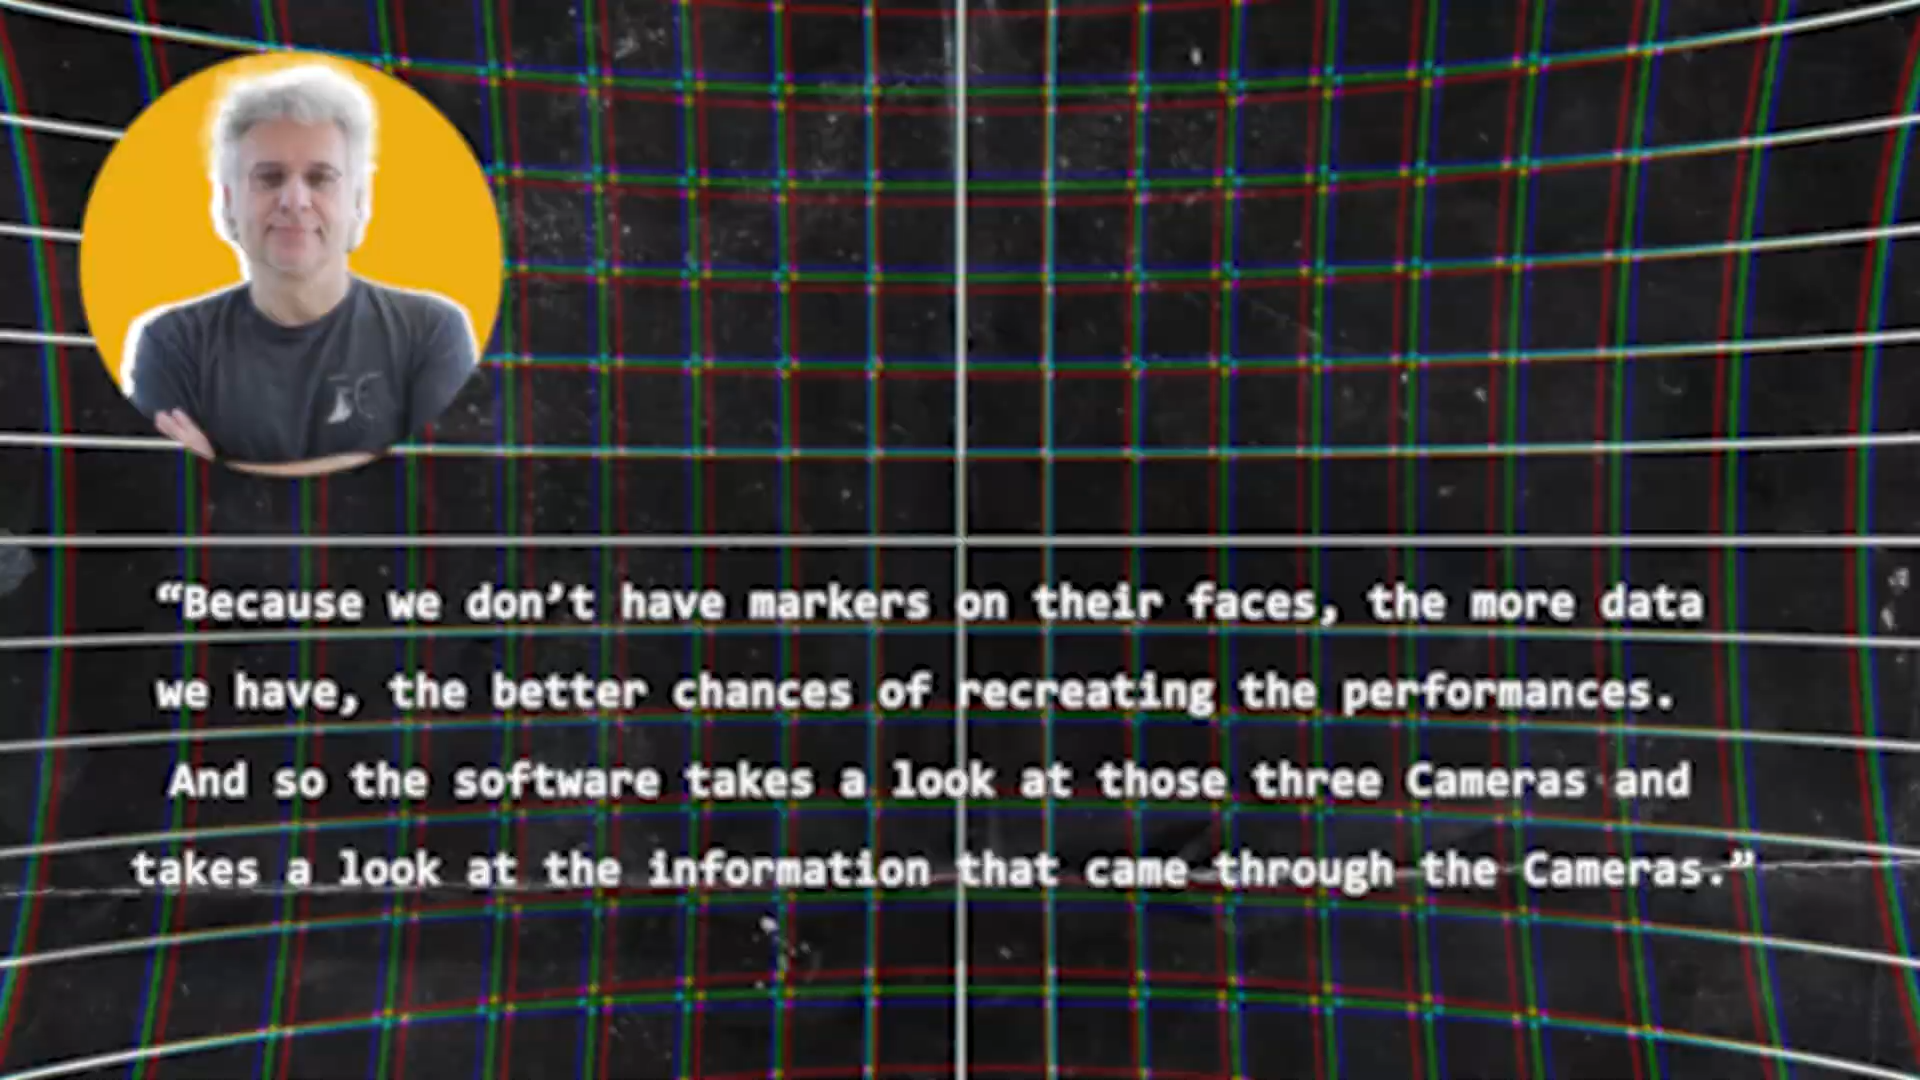 “Because we don’t have markers on their faces, the more data
we have, the better chances of recreating the performances.
And so the software takes a look at those three Cameras and
takes a look at the information that came through the Cameras.”